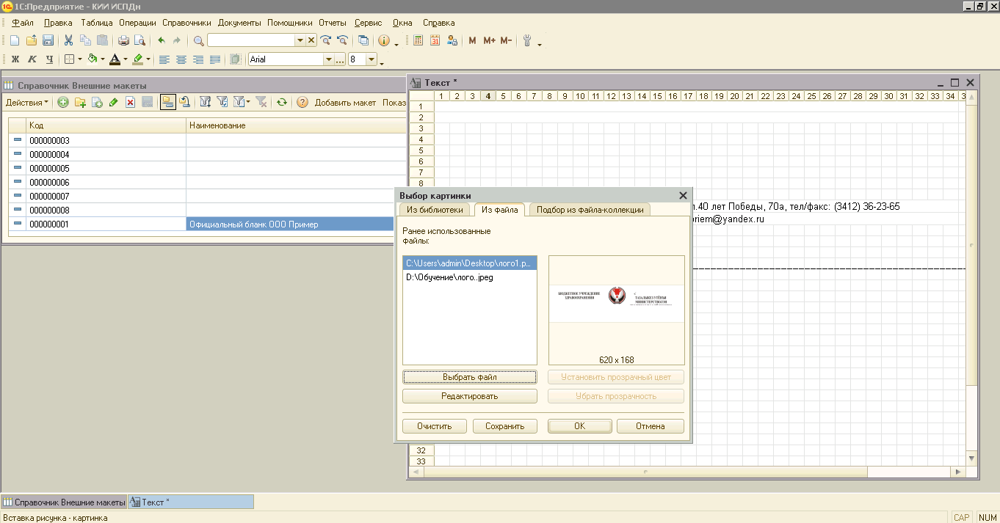 1С:Предприятие - КИИ ИСПДн
Файл Правка Таблица Операции Справочники Документы Помощники Отчеты Сервис Окна Справка
M M+ M-
Ж К Ч Arial 8
Справочник Внешние макеты
Действия Добавить макет Показ
Код Наименование
000000003
000000004
000000005
000000006
000000007
000000008
000000001 Официальный бланк ООО Пример
Текст *
1 2 3 4 5 6 7 8 9 10 11 12 13 14 15 16 17 18 19 20 21 22 23 24 25 26 27 28 29 30 31 32 33 34 3
1
2
3
4
5
6
7
8
л.40 лет Победы, 70а, тел/факс: (3412) 36-23-65
priem@yandex.ru
32
33
Выбор картинки
Из библиотеки Из файла Подбор из файла-коллекции
Ранее использованные
файлы:
C:\Users\admin\Desktop\лого1.p...
D:\Обучение\лого..jpeg
БЮДЖЕТНОЕ УЧРЕЖДЕНИЕ
ЗДРАВООХРАНЕНИЯ
620 x 168
Выбрать файл Установить прозрачный цвет
Редактировать Убрать прозрачность
Очистить Сохранить OK Отмена
Справочник Внешние макеты Текст *
Вставка рисунка - картинка CAP NUM